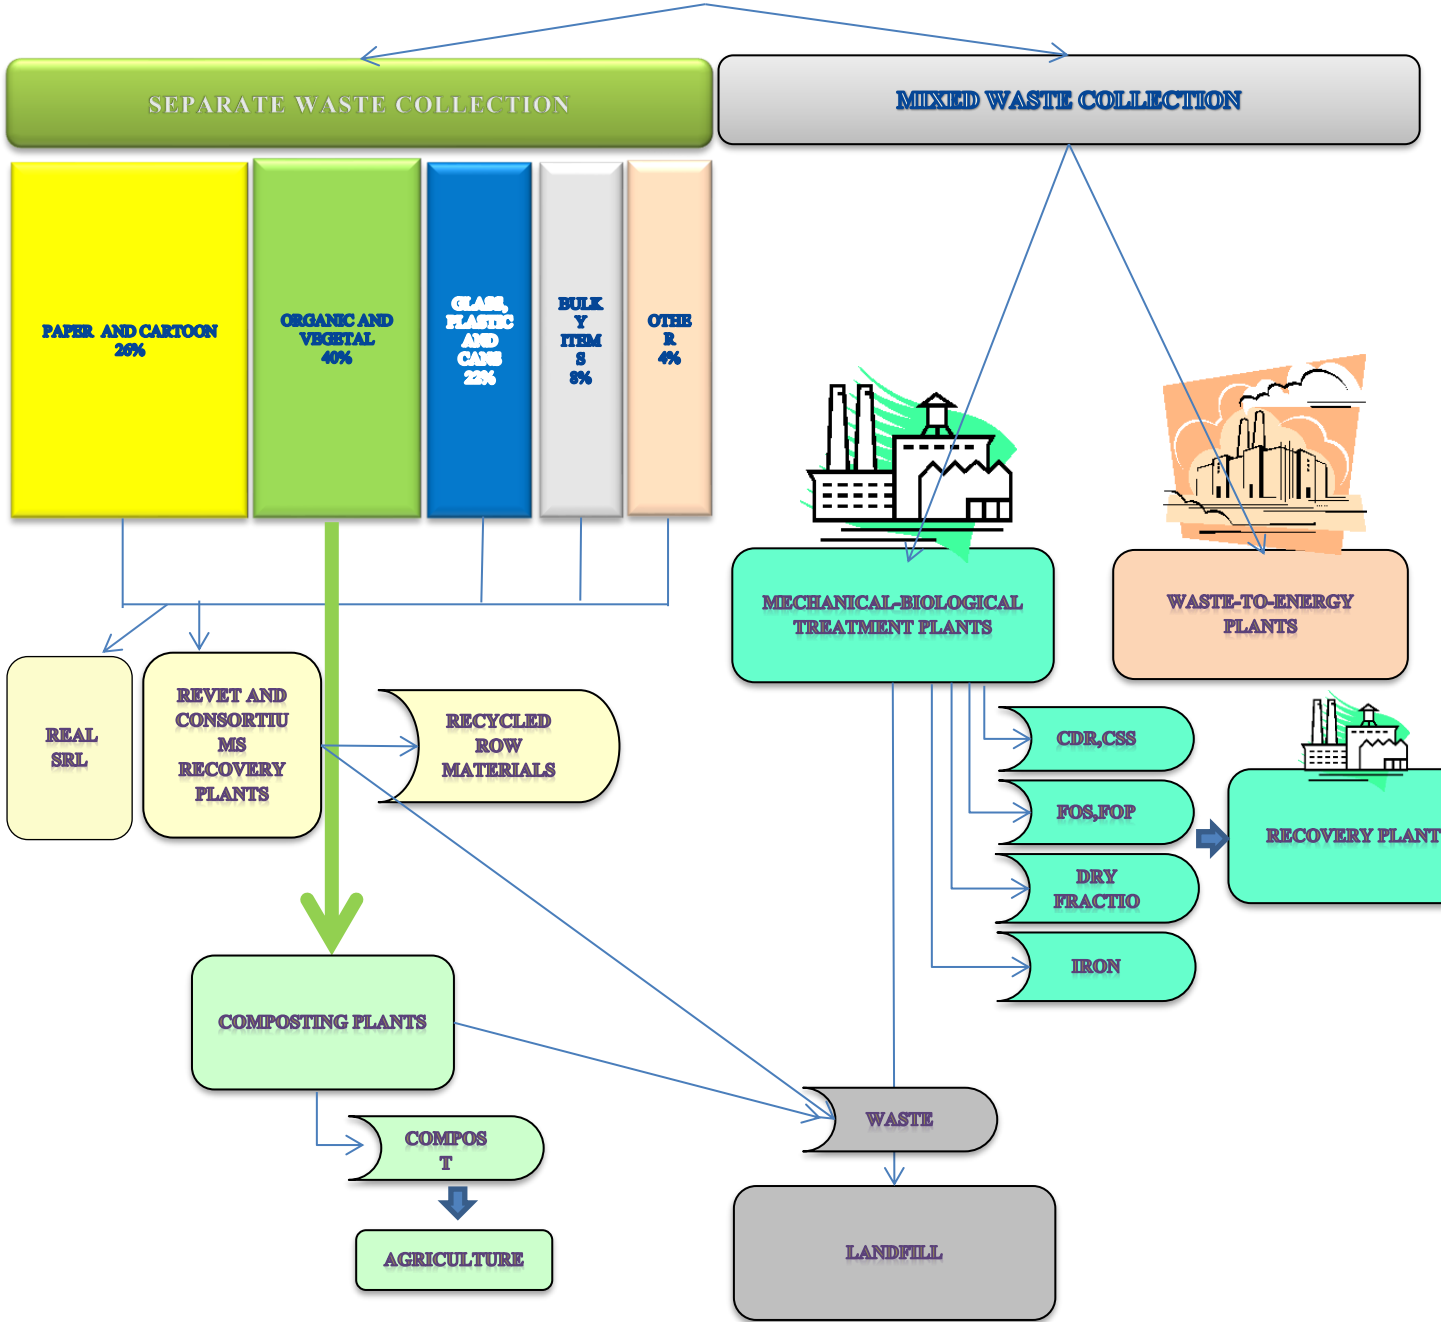 SEPARATE WASTE COLLECTION
MIXED WASTE COLLECTION
PAPER AND CARTOON
26%
ORGANIC AND
VEGETAL
40%
GLASS,
PLASTIC
AND
CANS
22%
BULK
Y
ITEM
S
8%
OTHE
R
4%
MECHANICAL-BIOLOGICAL
TREATMENT PLANTS
WASTE-TO-ENERGY
PLANTS
REAL
SRL
REVET AND
CONSORTIU
MS
RECOVERY
PLANTS
RECYCLED
ROW
MATERIALS
CDR,CSS
FOS,FOP
DRY
FRACTIO
IRON
RECOVERY PLANT
COMPOSTING PLANTS
WASTE
COMPOS
T
AGRICULTURE
LANDFILL